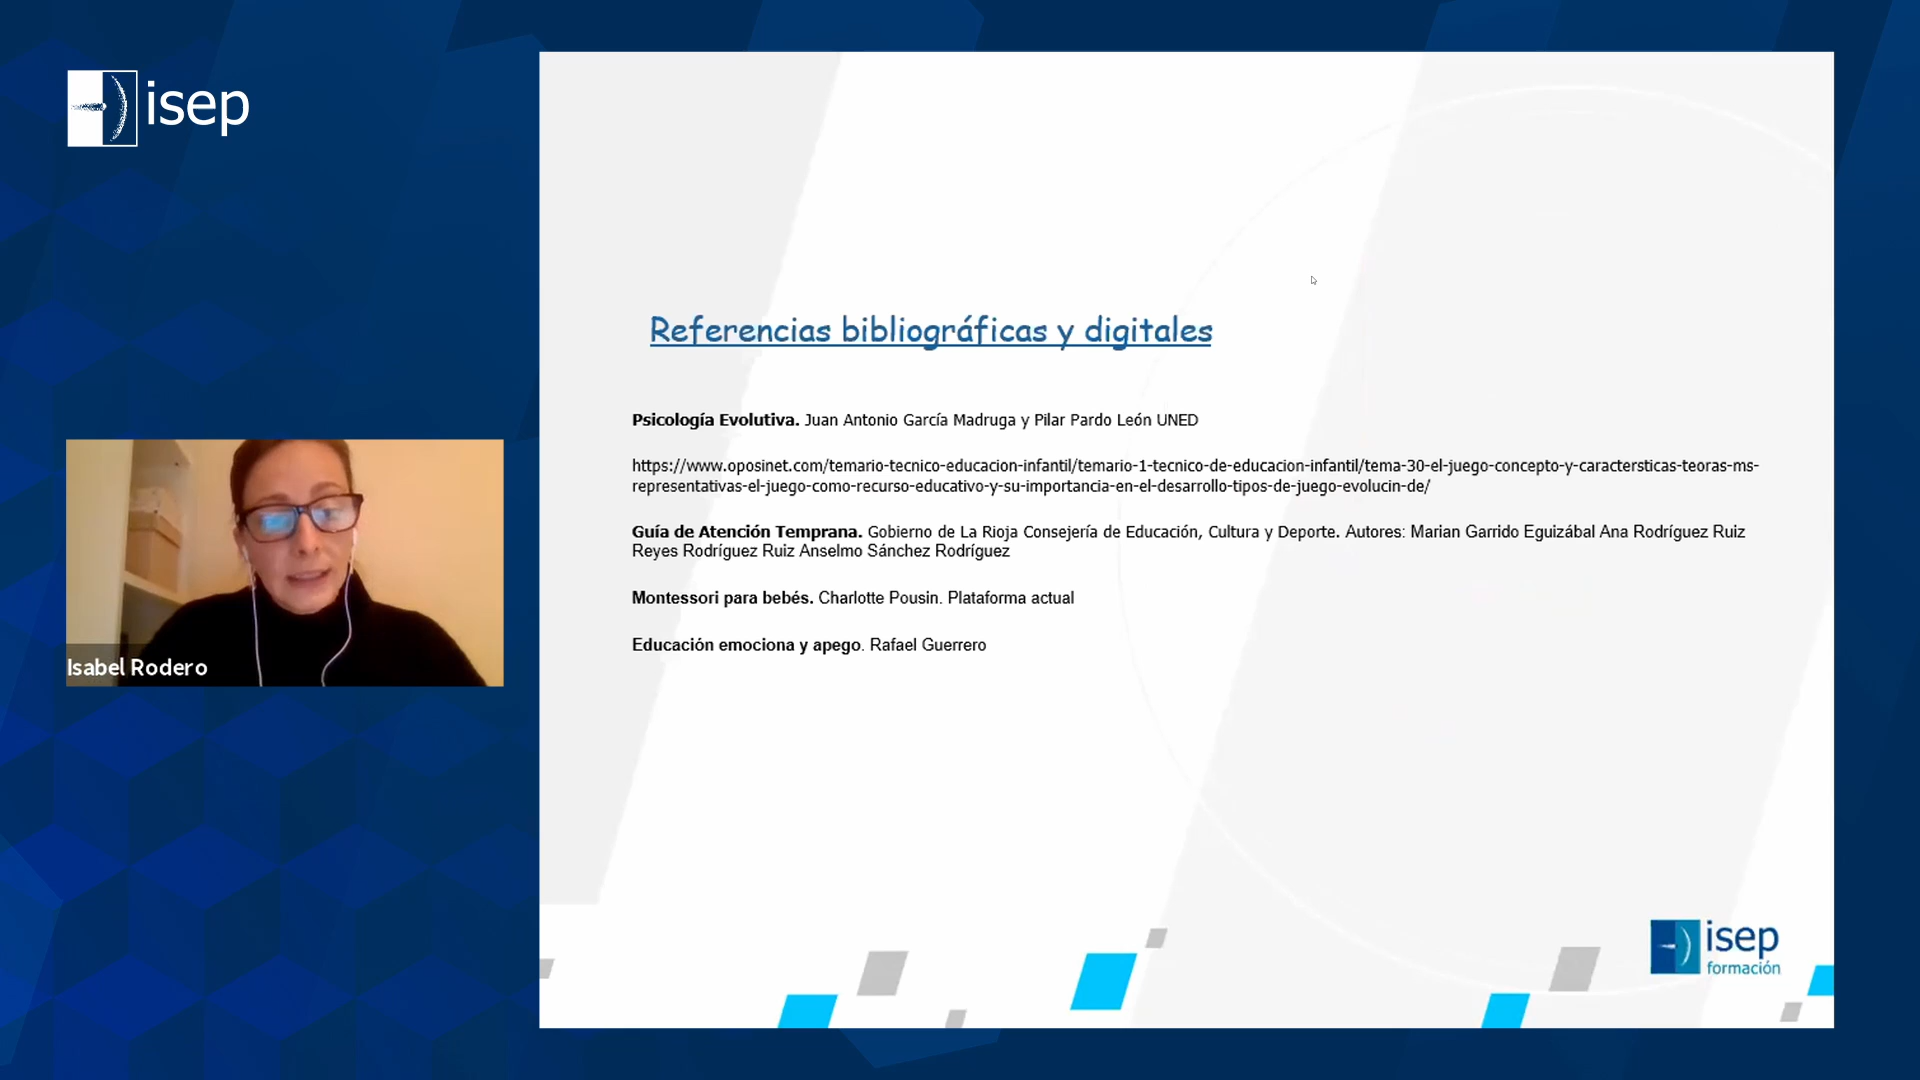 isep
Referencias bibliográficas y digitales
Psicología Evolutiva. Juan Antonio García Madruga y Pilar Pardo León UNED
https://www.oposinet.com/temario-tecnico-educacion-infantil/temario-1-tecnico-de-educacion-infantil/tema-30-el-juego-concepto-y-caractersticas-teoras-ms-
representativas-el-juego-como-recurso-educativo-y-su-importancia-en-el-desarrollo-tipos-de-juego-evolucin-de/
Guía de Atención Temprana. Gobierno de La Rioja Consejería de Educación, Cultura y Deporte. Autores: Marian Garrido Eguizábal Ana Rodríguez Ruiz
Reyes Rodríguez Ruiz Anselmo Sánchez Rodríguez
Montessori para bebés. Charlotte Pousin. Plataforma actual
Educación emociona y apego. Rafael Guerrero
Isabel Rodero
isep
formación